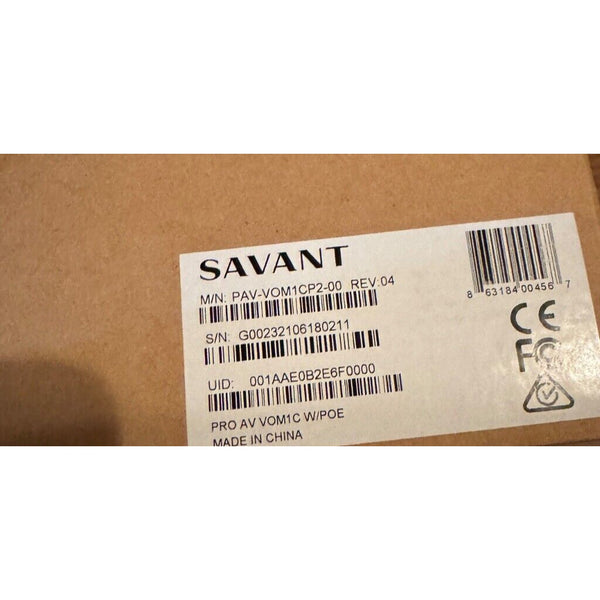 SAVANT
M/N: PAV-VOM1CP2-00 REV:04
8 63184 00456 7
S/N: G00232106180211
UID: 001AAE0B2E6F0000
PRO AV VOM1C W/POE
MADE IN CHINA
CE
FC